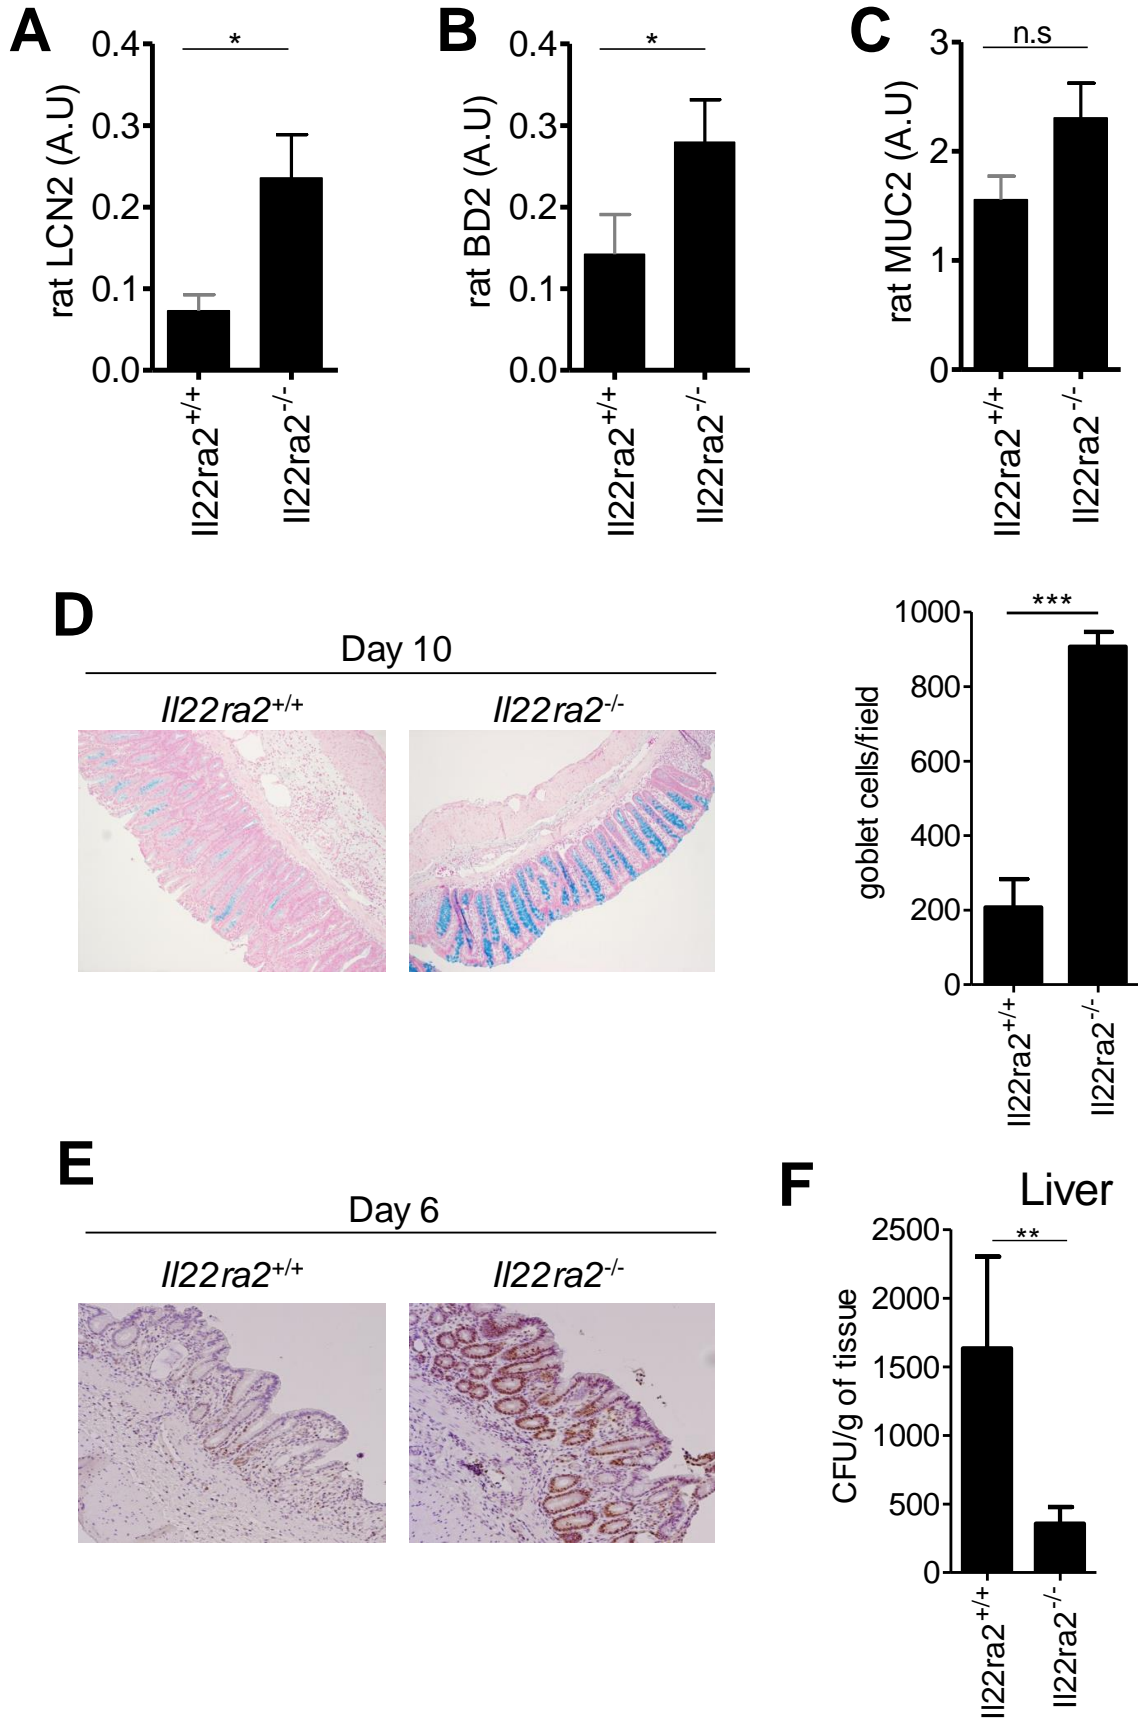 A
0.4
0.3
0.2
0.1
0.0
rat LCN2 (A.U)
*
Il22ra2+/+
Il22ra2-/-
B
0.4
0.3
0.2
0.1
0.0
rat BD2 (A.U)
*
Il22ra2+/+
Il22ra2-/-
C
3
2
1
0
rat MUC2 (A.U)
n.s
Il22ra2+/+
Il22ra2-/-
D
Day 10
Il22ra2+/+
Il22ra2-/-
1000
800
600
400
200
0
goblet cells/field
***
Il22ra2+/+
Il22ra2-/-
E
Day 6
Il22ra2+/+
Il22ra2-/-
F
Liver
2500
2000
1500
1000
500
0
CFU/g of tissue
**
Il22ra2+/+
Il22ra2-/-